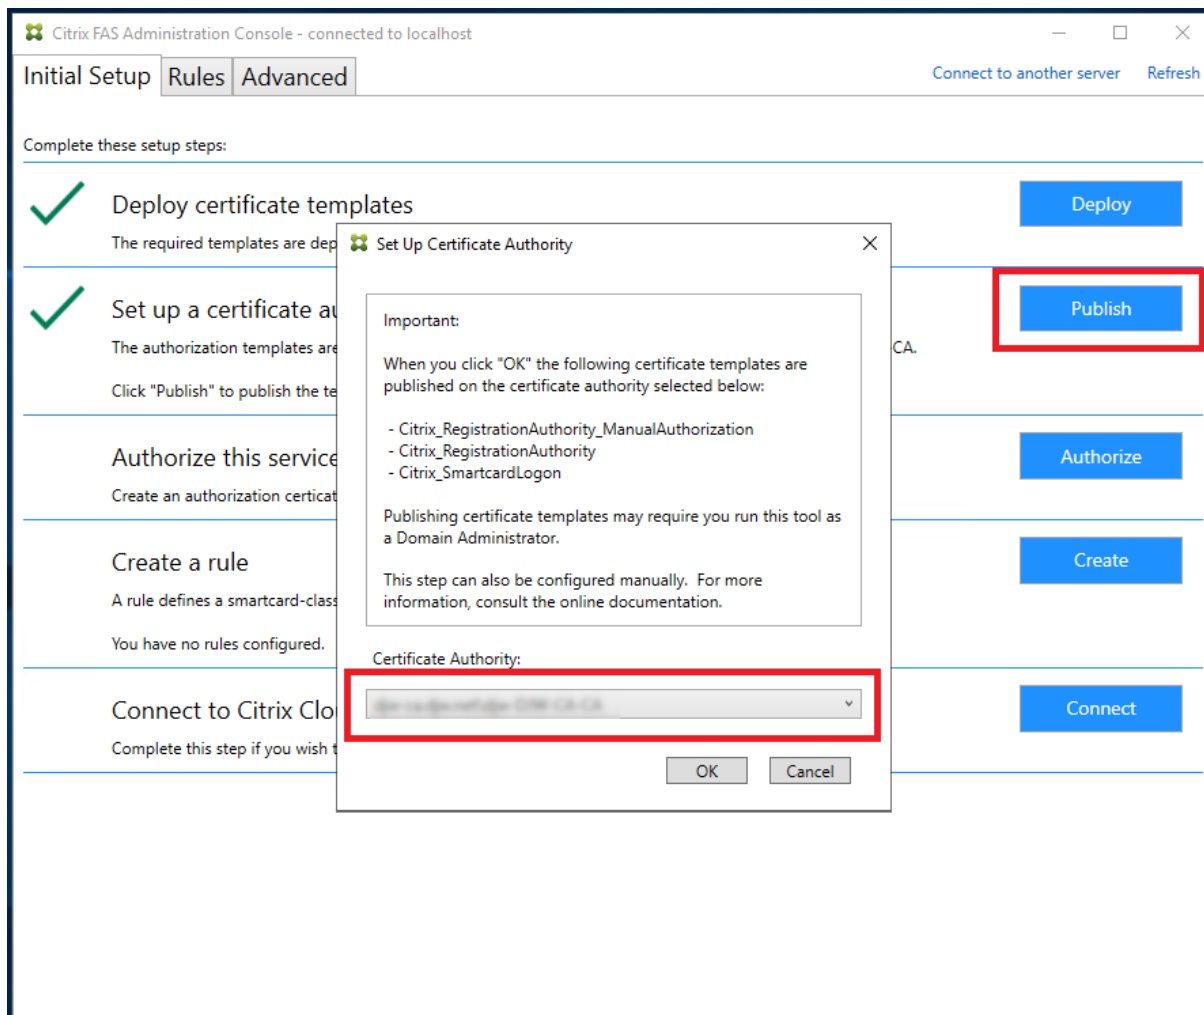 Citrix FAS Administration Console - connected to localhost
Initial Setup Rules Advanced
Connect to another server Refresh
Complete these setup steps:
Deploy certificate templates
Deploy
The required templates are dep
Set up a certificate au
Publish
The authorization templates are
CA.
Click "Publish" to publish the te
Authorize this service
Authorize
Create an authorization certicat
Create a rule
Create
A rule defines a smartcard-class
You have no rules configured.
Connect to Citrix Clo
Connect
Complete this step if you wish t
Set Up Certificate Authority
Important:
When you click "OK" the following certificate templates are
published on the certificate authority selected below:
- Citrix_RegistrationAuthority_ManualAuthorization
- Citrix_RegistrationAuthority
- Citrix_SmartcardLogon
Publishing certificate templates may require you run this tool as
a Domain Administrator.
This step can also be configured manually. For more
information, consult the online documentation.
Certificate Authority:
OK Cancel